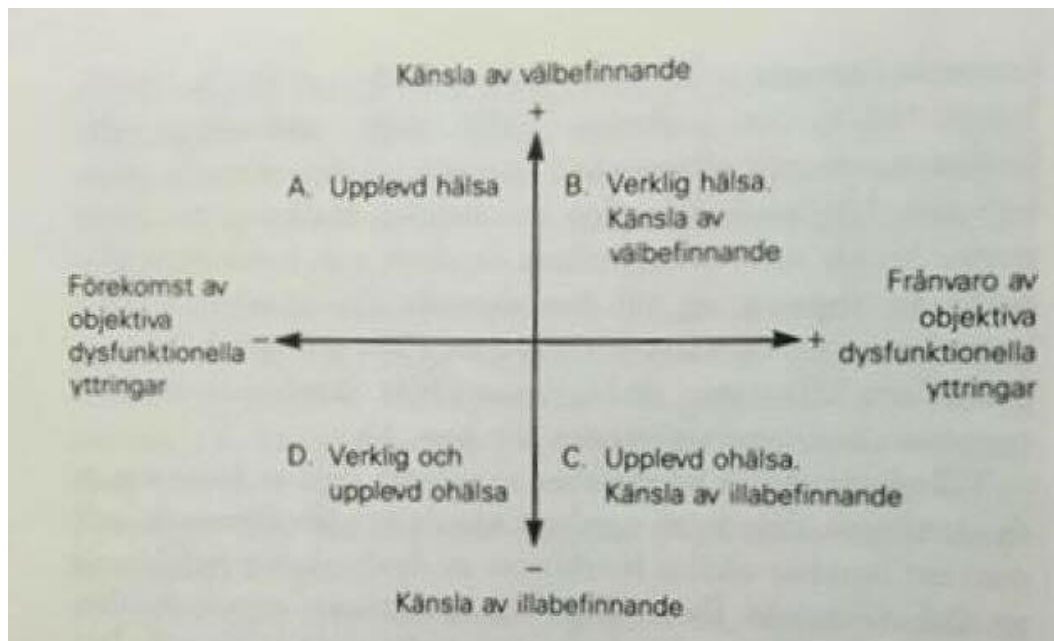 Känsla av välbefinnande
+
A. Upplevd hälsa
B. Verklig hälsa.
Känsla av
välbefinnande
Förekomst av
objektiva
dysfunktionella
yttringar
-
+
Frånvaro av
objektiva
dysfunktionella
yttringar
D. Verklig och
upplevd ohälsa
C. Upplevd ohälsa.
Känsla av illabefinnande
-
Känsla av illabefinnande